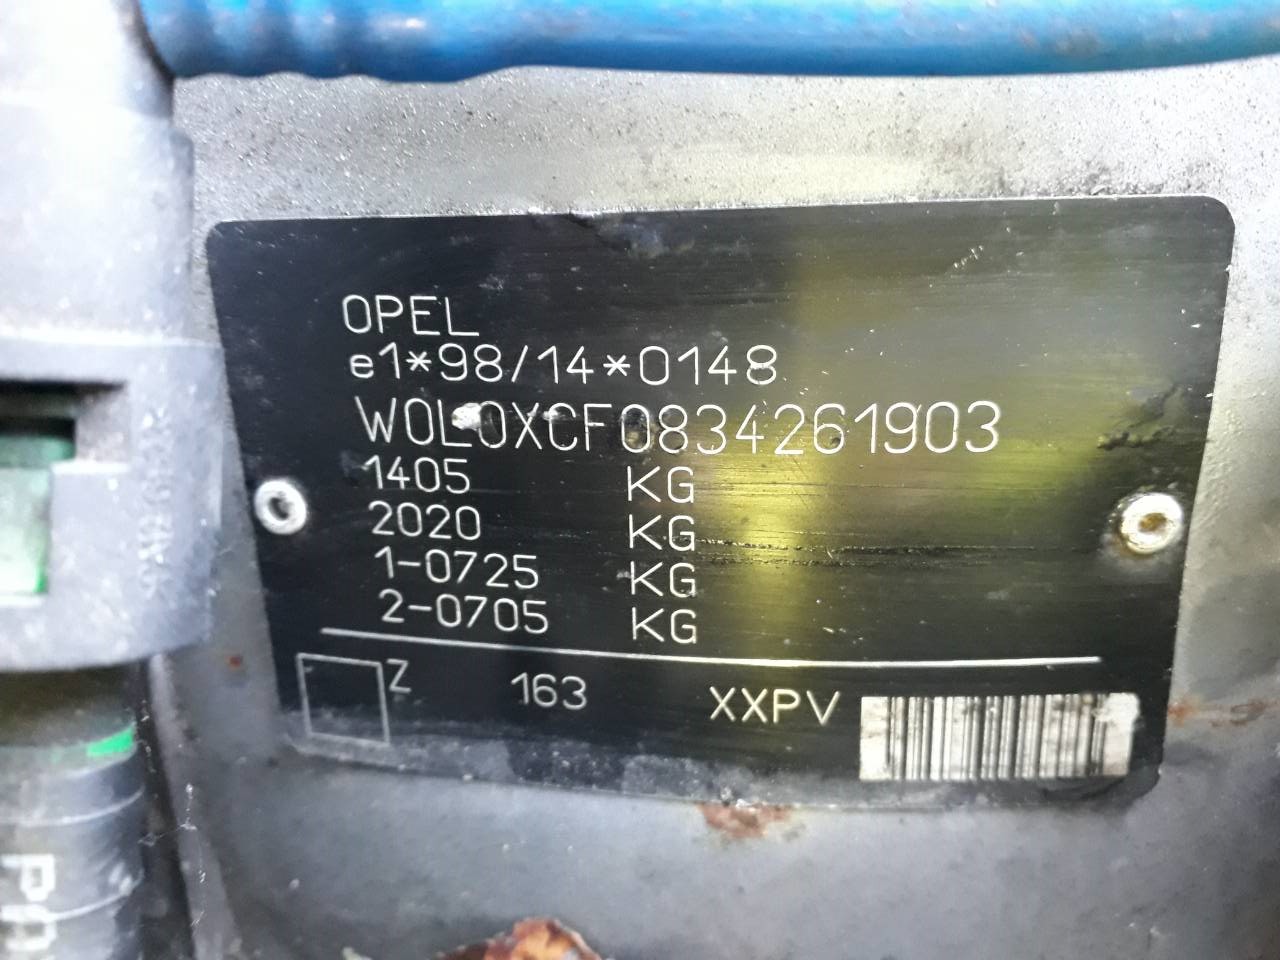 OPEL
e1*98/14*0148
W0L0XCF0834261903
1405 KG
2020 KG
1-0725 KG
2-0705 KG
Z 163 XXPV